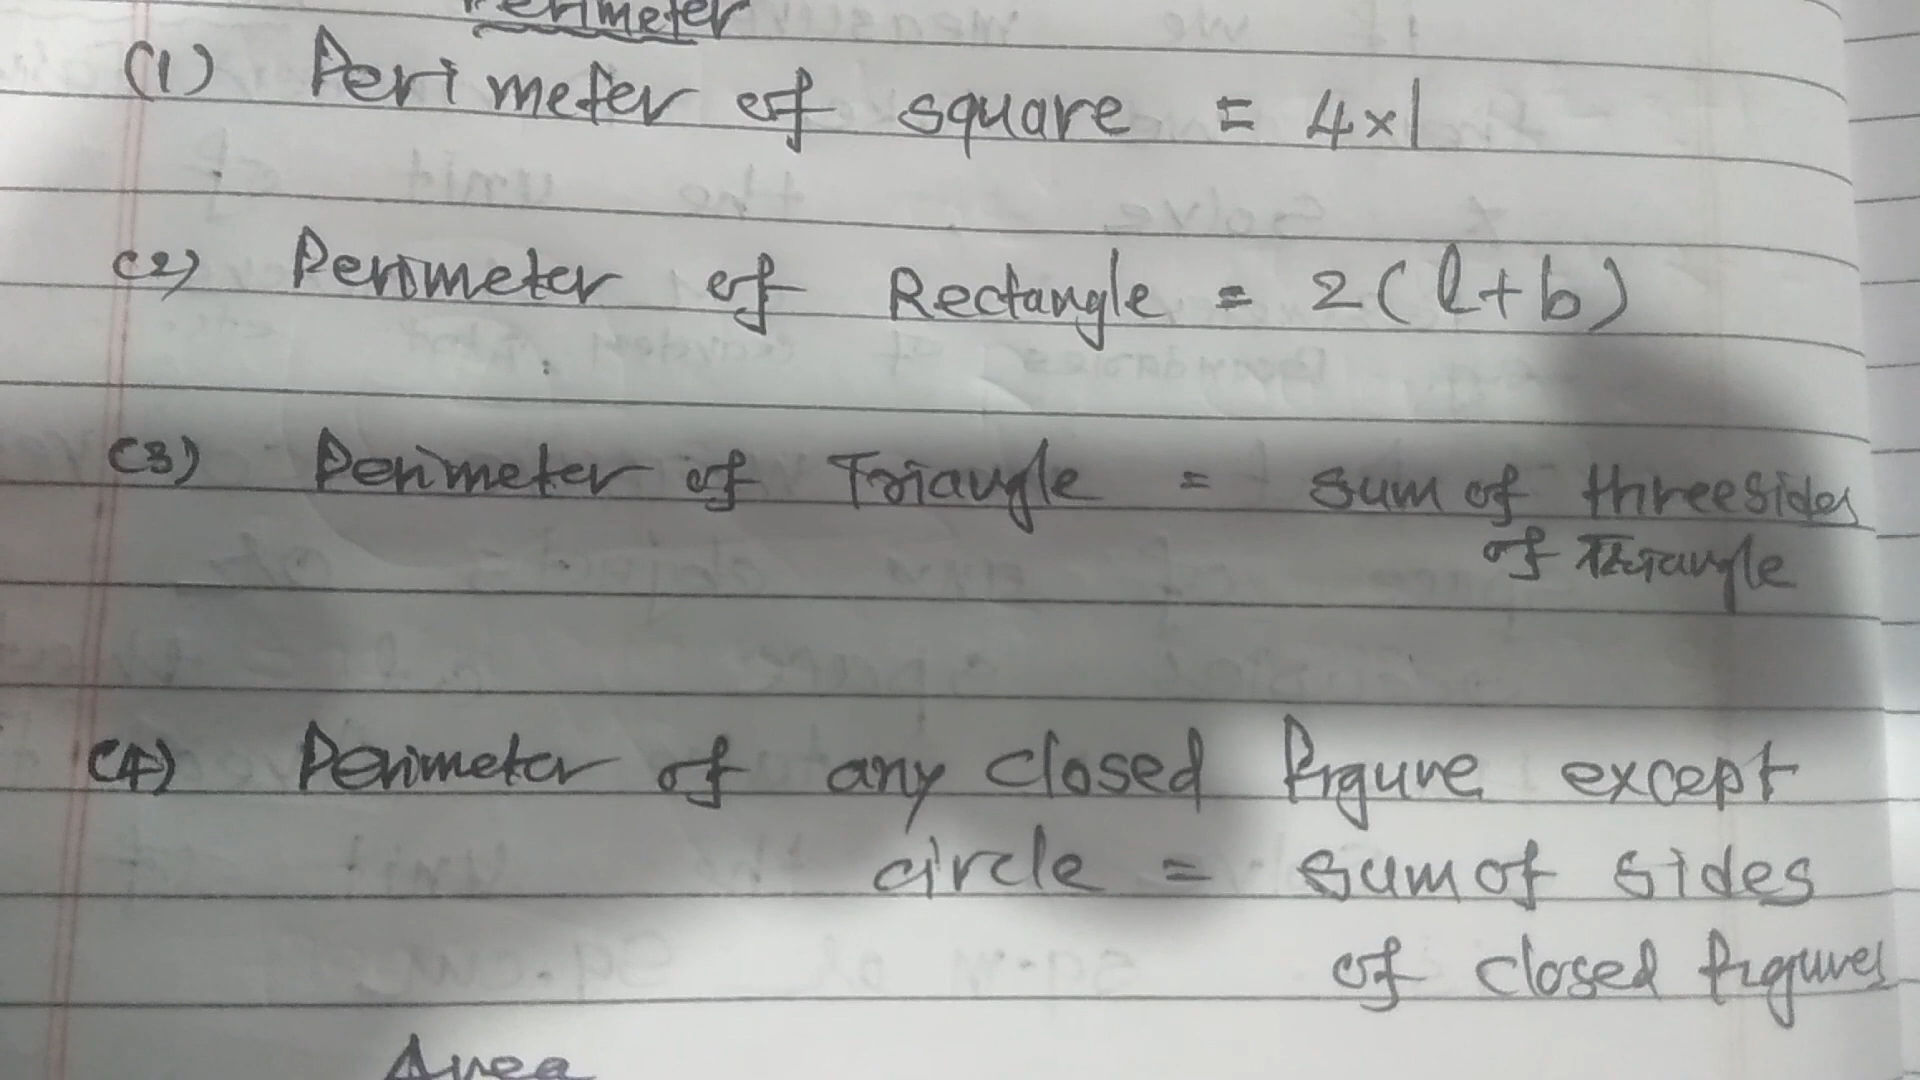 Perimeter
(1) Perimeter of square = 4×l
(2) Perimeter of Rectangle = 2(l+b)
(3) Perimeter of Triangle = sum of three sides
of Triangle
(4) Perimeter of any closed figure except
circle = sum of sides
of closed figures
Area